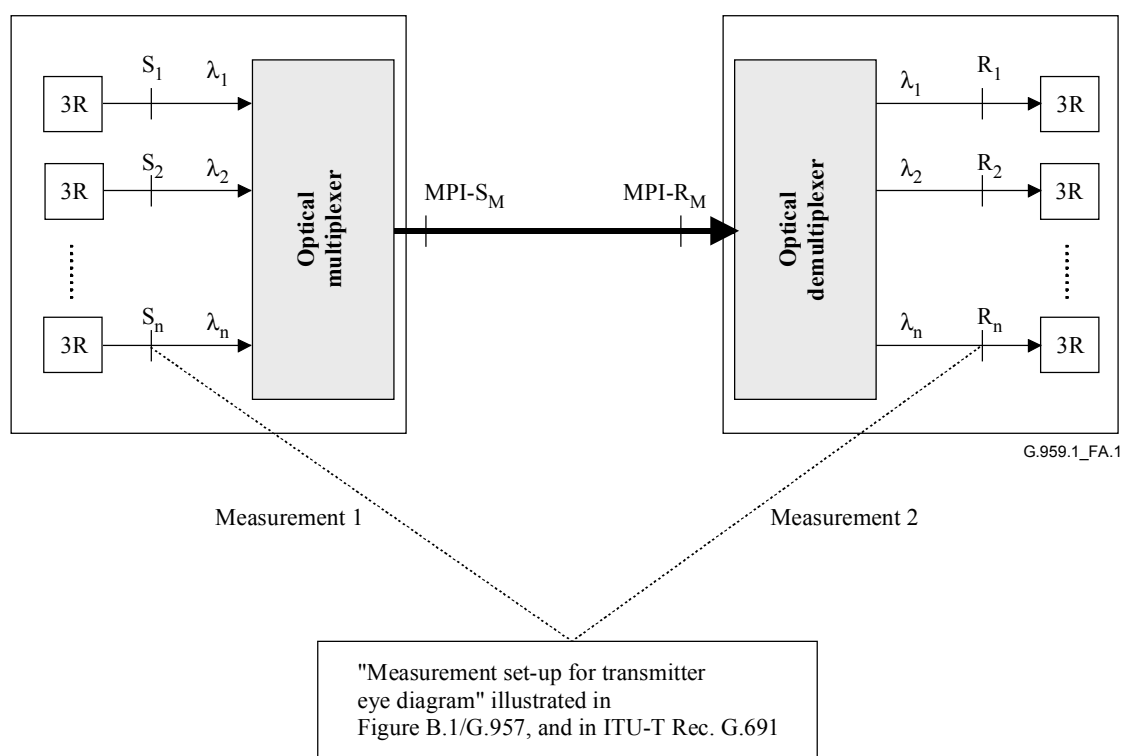 S1 λ1
3R
S2 λ2
3R
Sn λn
3R
Optical
multiplexer
MPI-SM
MPI-RM
Optical
demultiplexer
λ1 R1
3R
λ2 R2
3R
λn Rn
3R
G.959.1_FA.1
Measurement 1
Measurement 2
"Measurement set-up for transmitter
eye diagram" illustrated in
Figure B.1/G.957, and in ITU-T Rec. G.691